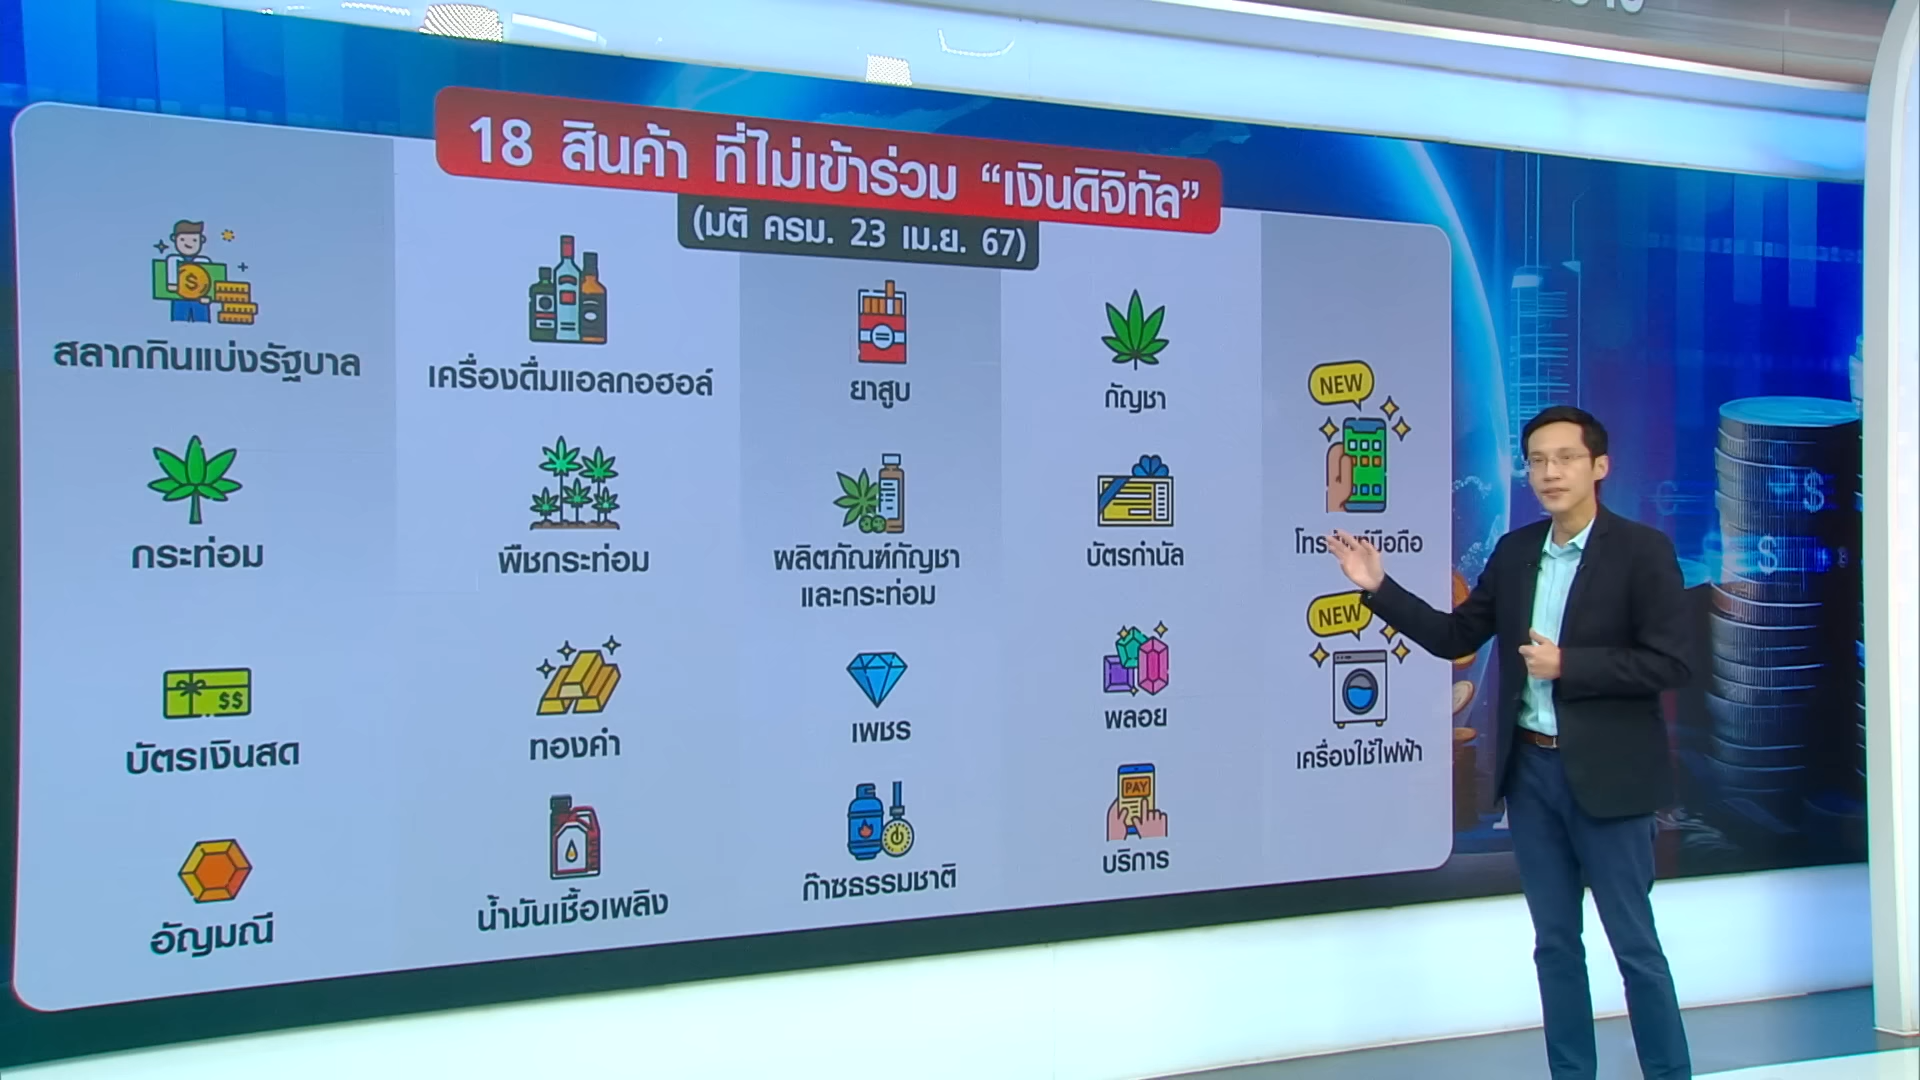 18 สินค้า ที่ไม่เข้าร่วม “เงินดิจิทัล”
(มติ ครม. 23 เม.ย. 67)
สลากกินแบ่งรัฐบาล
เครื่องดื่มแอลกอฮอล์
ยาสูบ
กัญชา
NEW
กระท่อม
พืชกระท่อม
ผลิตภัณฑ์กัญชา
และกระท่อม
บัตรกำนัล
มือถือ
NEW
$$
บัตรเงินสด
ทองคำ
เพชร
พลอย
เครื่องใช้ไฟฟ้า
PAY
อัญมณี
น้ำมันเชื้อเพลิง
ก๊าซธรรมชาติ
บริการ